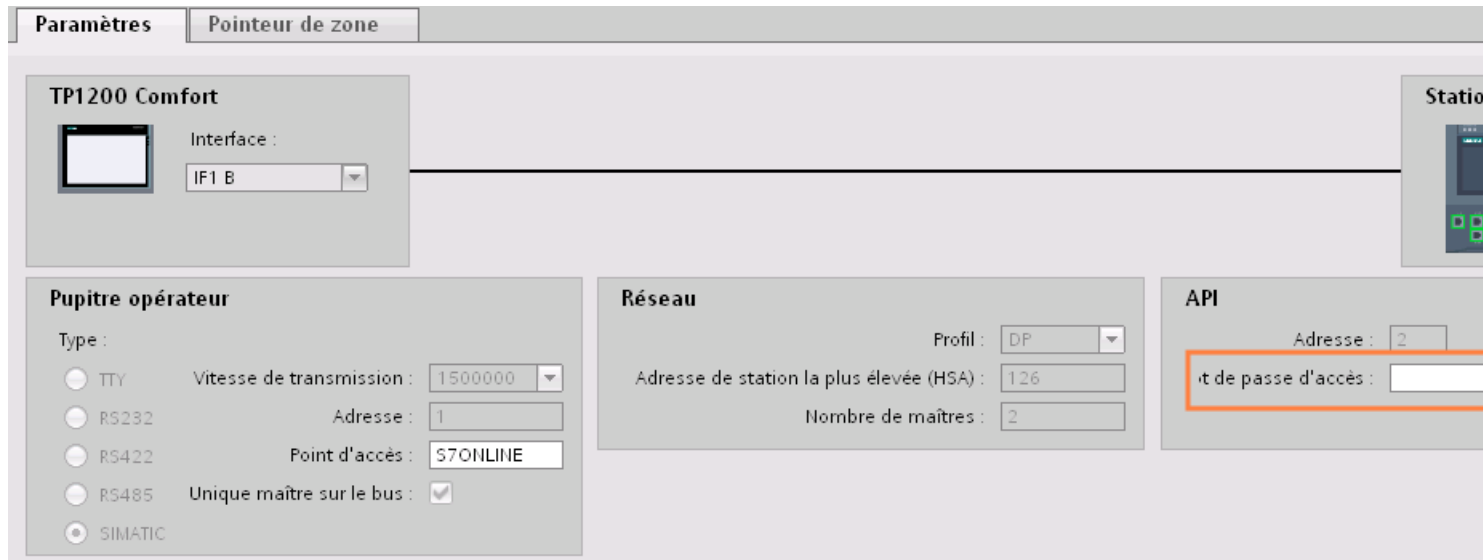 Paramètres
Pointeur de zone
TP1200 Comfort
Interface :
IF1 B
Pupitre opérateur
Type :
TTY
Vitesse de transmission :
1500000
RS232
Adresse :
1
RS422
Point d'accès :
S7ONLINE
RS485
Unique maître sur le bus :
SIMATIC
Réseau
Profil :
DP
Adresse de station la plus élevée (HSA) :
126
Nombre de maîtres :
2
API
Adresse :
2
de passe d'accès :